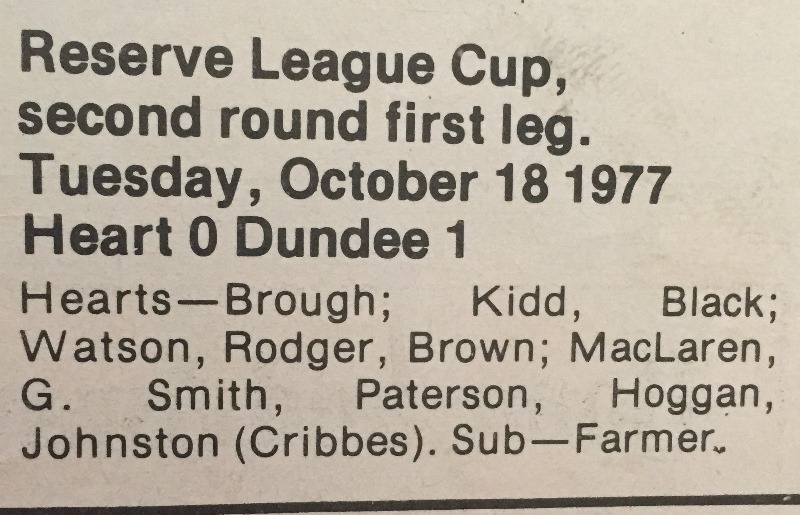 Reserve League Cup,
second round first leg.
Tuesday, October 18 1977
Heart 0 Dundee 1
Hearts—Brough; Kidd, Black;
Watson, Rodger, Brown; MacLaren,
G. Smith, Paterson, Hoggan,
Johnston (Cribbes). Sub—Farmer.